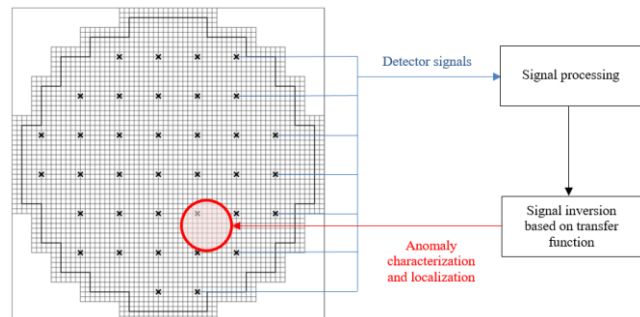 Detector signals
Signal processing
Signal inversion
based on transfer
function
Anomaly
characterization
and localization